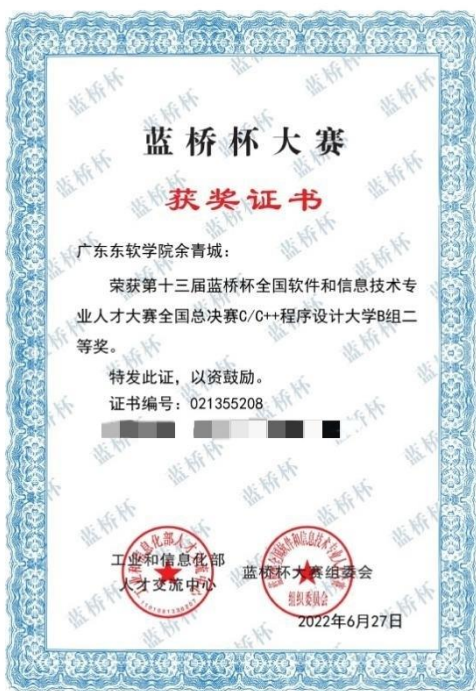 蓝桥杯大赛
获奖证书
广东东软学院余青城：
荣获第十三届蓝桥杯全国软件和信息技术专
业人才大赛全国总决赛C/C++程序设计大学B组二
等奖。
特发此证，以资鼓励。
证书编号：021355208
工业和信息化部
人才交流中心
蓝桥杯大赛组委会
组织委员会
2022年6月27日